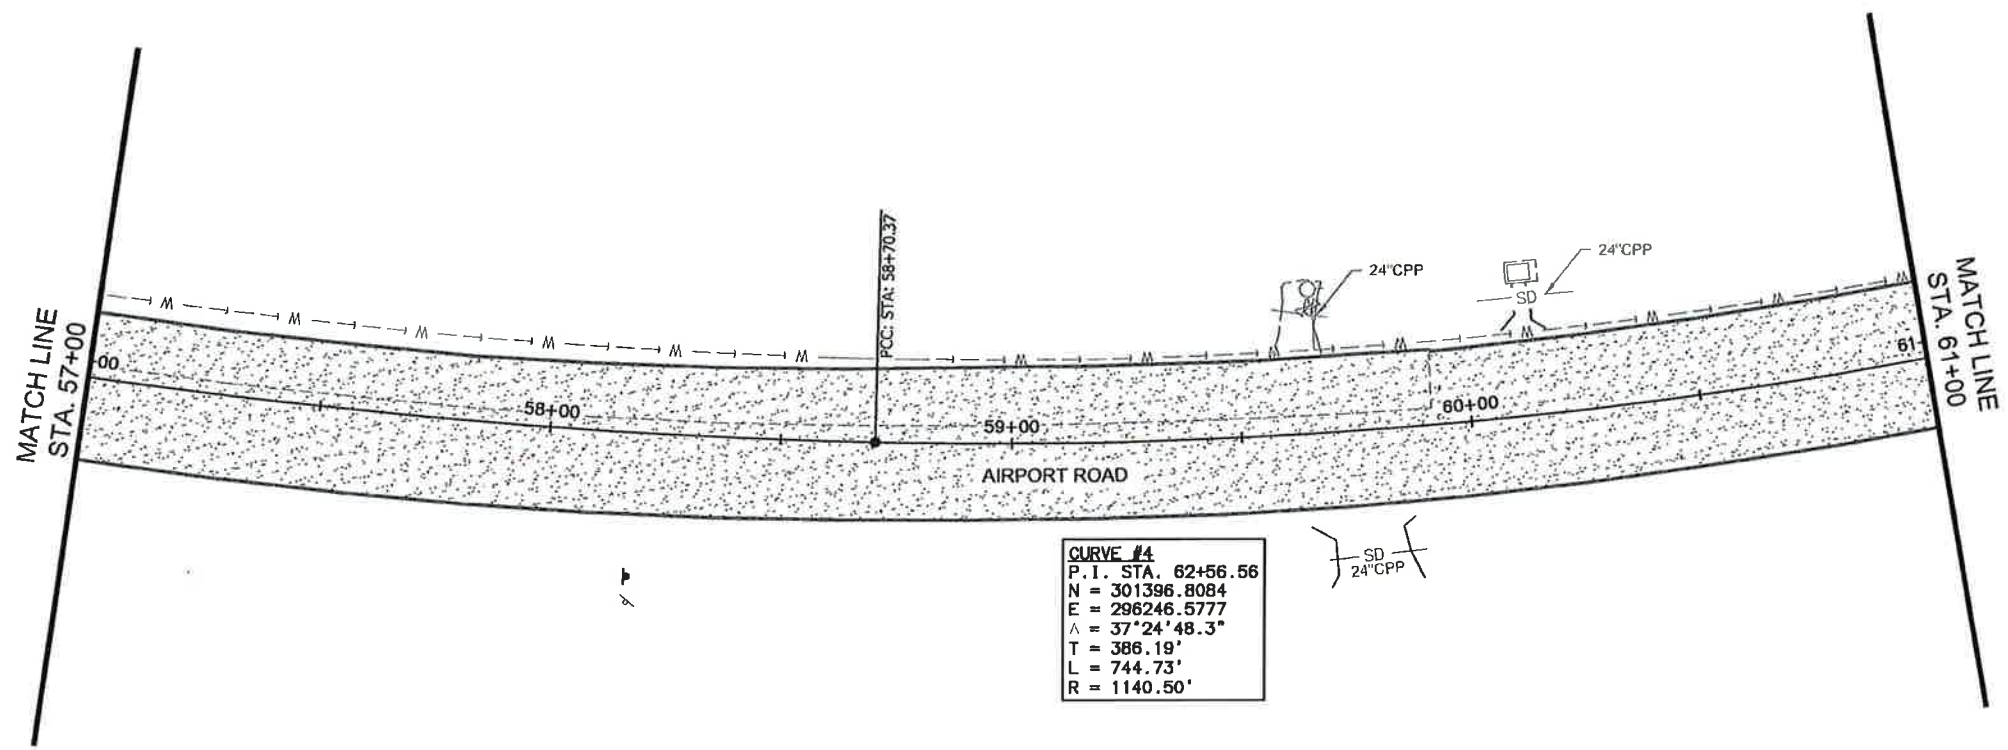 MATCH LINE
STA. 57+00
00
W W W W W W W W W W W W W W
58+00
PCC: STA: 58+70.37
59+00
24"CPP
24"CPP
SD
60+00
61
MATCH LINE
STA. 61+00
AIRPORT ROAD
SD
24"CPP
CURVE #4
P.I. STA. 62+56.56
N = 301396.8084
E = 296246.5777
Δ = 37°24'48.3"
T = 386.19'
L = 744.73'
R = 1140.50'